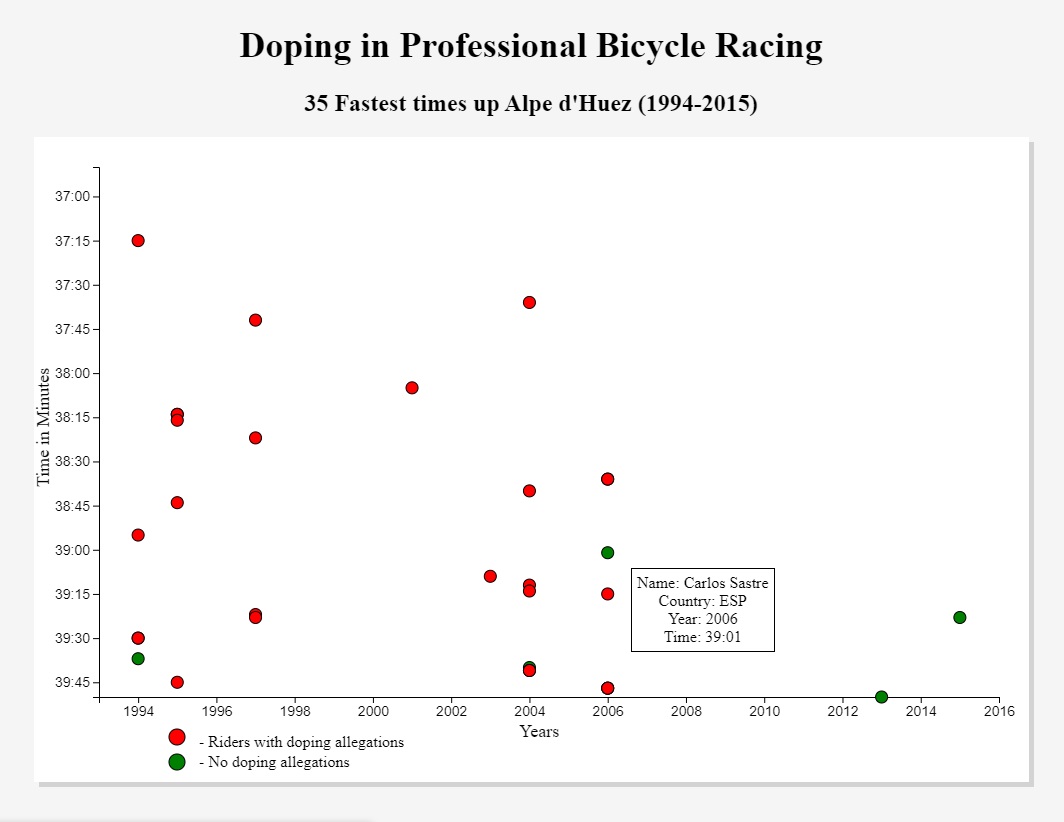 Doping in Professional Bicycle Racing
35 Fastest times up Alpe d'Huez (1994-2015)
37:00
37:15
37:30
37:45
38:00
38:15
38:30
38:45
39:00
39:15
39:30
39:45
Time in Minutes
Name: Carlos Sastre
Country: ESP
Year: 2006
Time: 39:01
1994 1996 1998 2000 2002 2004 2006 2008 2010 2012 2014 2016
Years
- Riders with doping allegations
- No doping allegations